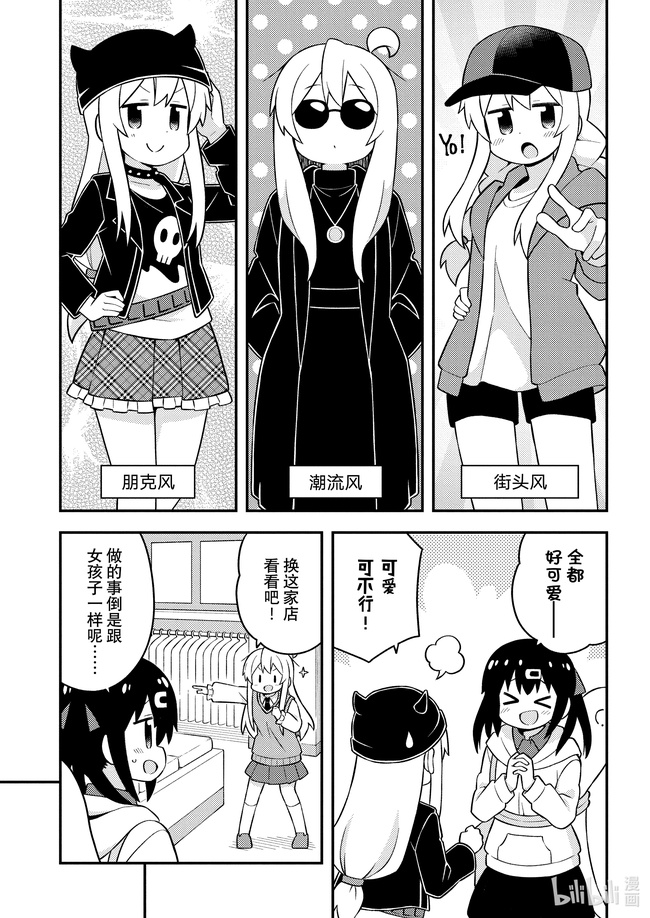 Yo!
街头风
潮流风
朋克风
全都
好可爱——
可爱
可不行！
换这家店
看看吧！
做的事倒是跟
女孩子一样呢……
bilibili
漫画